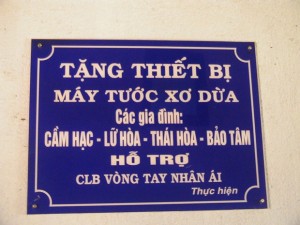 TẶNG THIẾT BỊ
MÁY TƯỚC XƠ DỪA
Các gia đình:
CẨM HẠC - LỮ HÒA - THÁI HÒA - BẢO TÂM
HỖ TRỢ
CLB VÒNG TAY NHÂN ÁI
Thực hiện